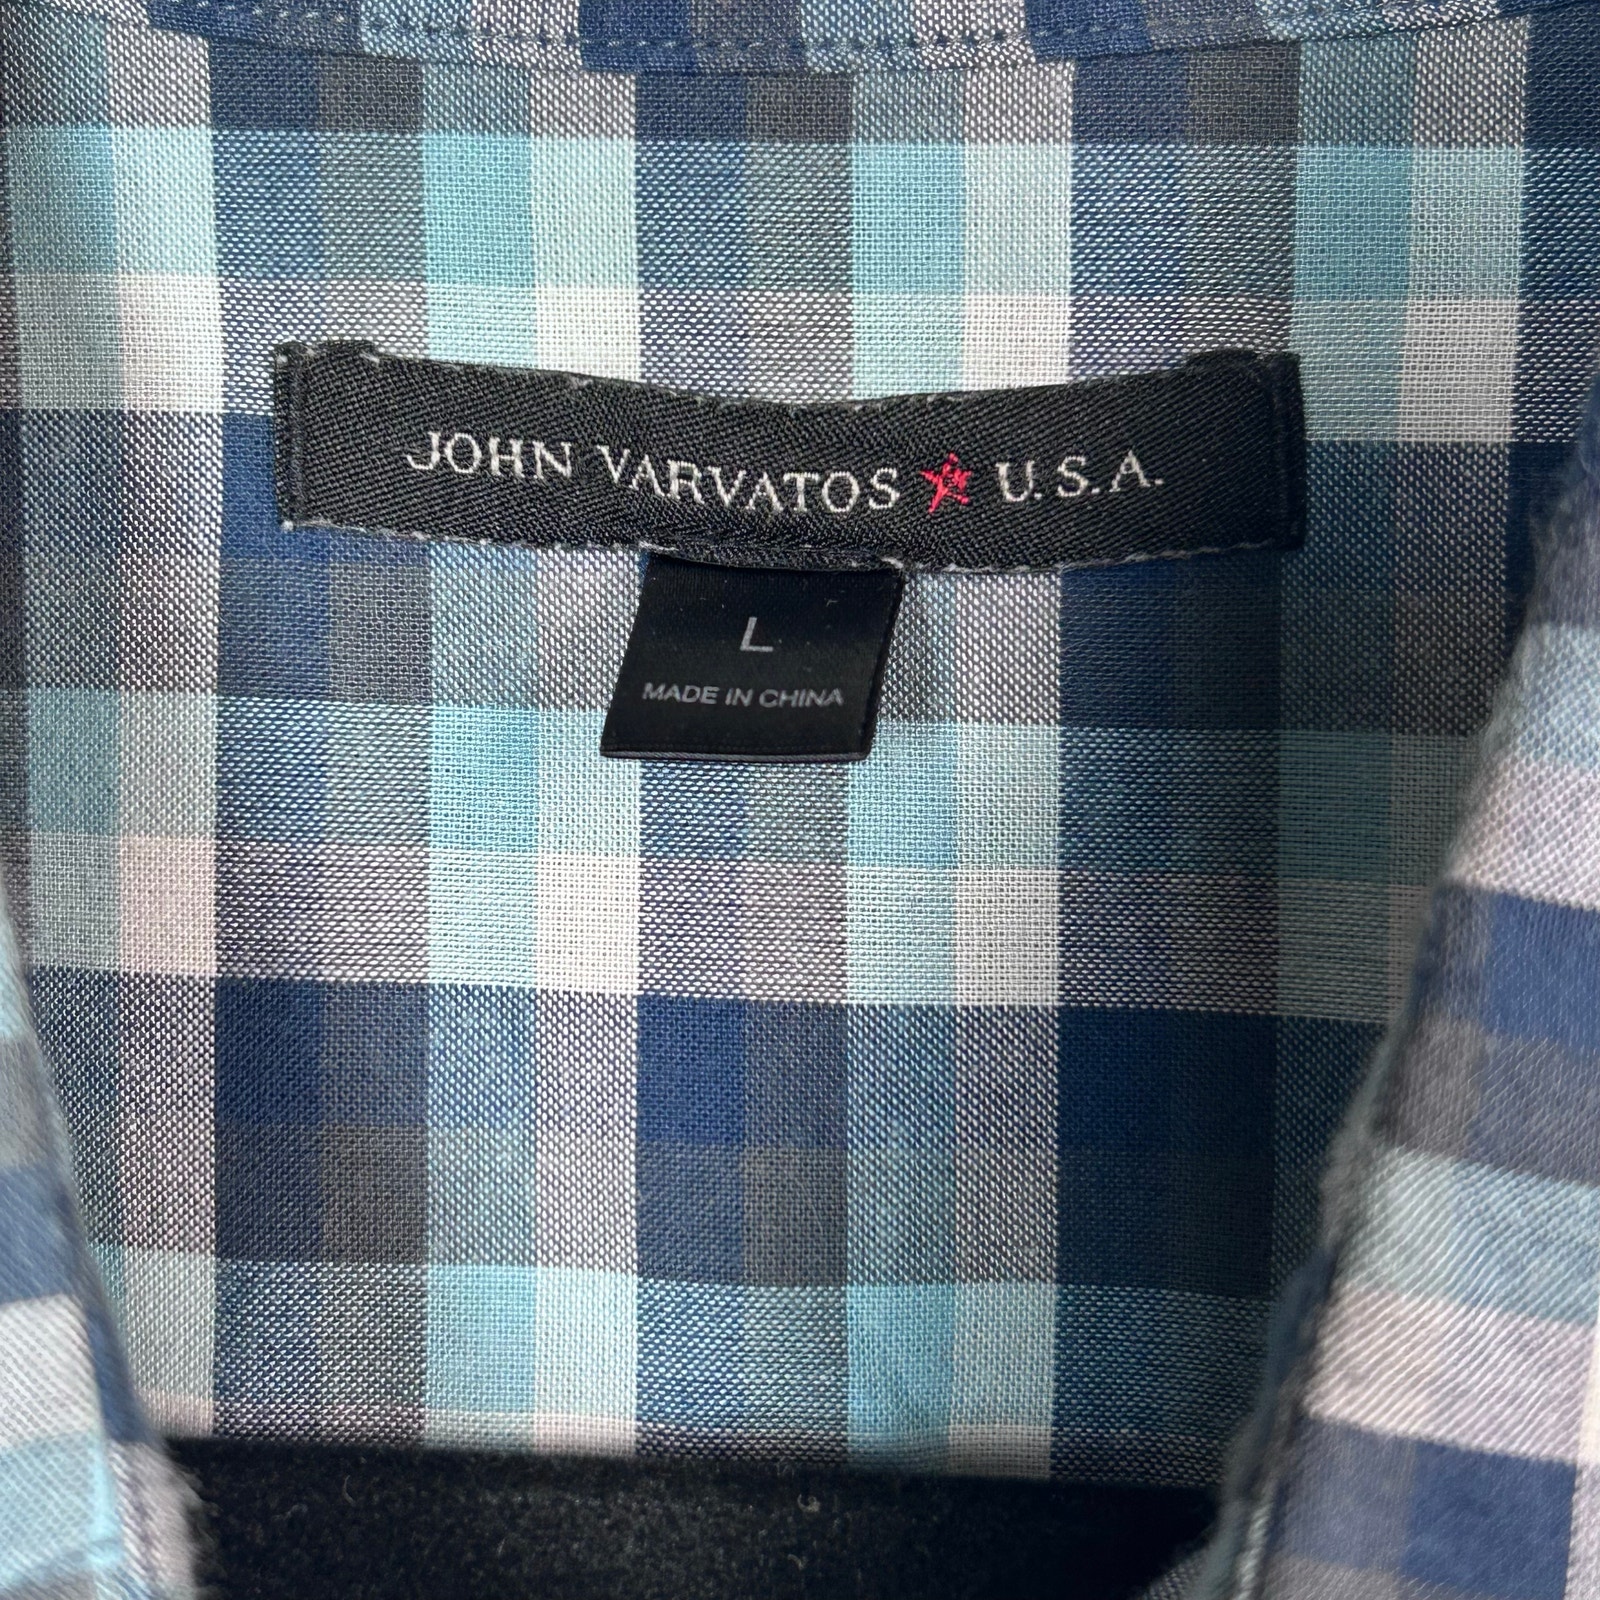 JOHN VARVATOS ★ U.S.A.
L
MADE IN CHINA